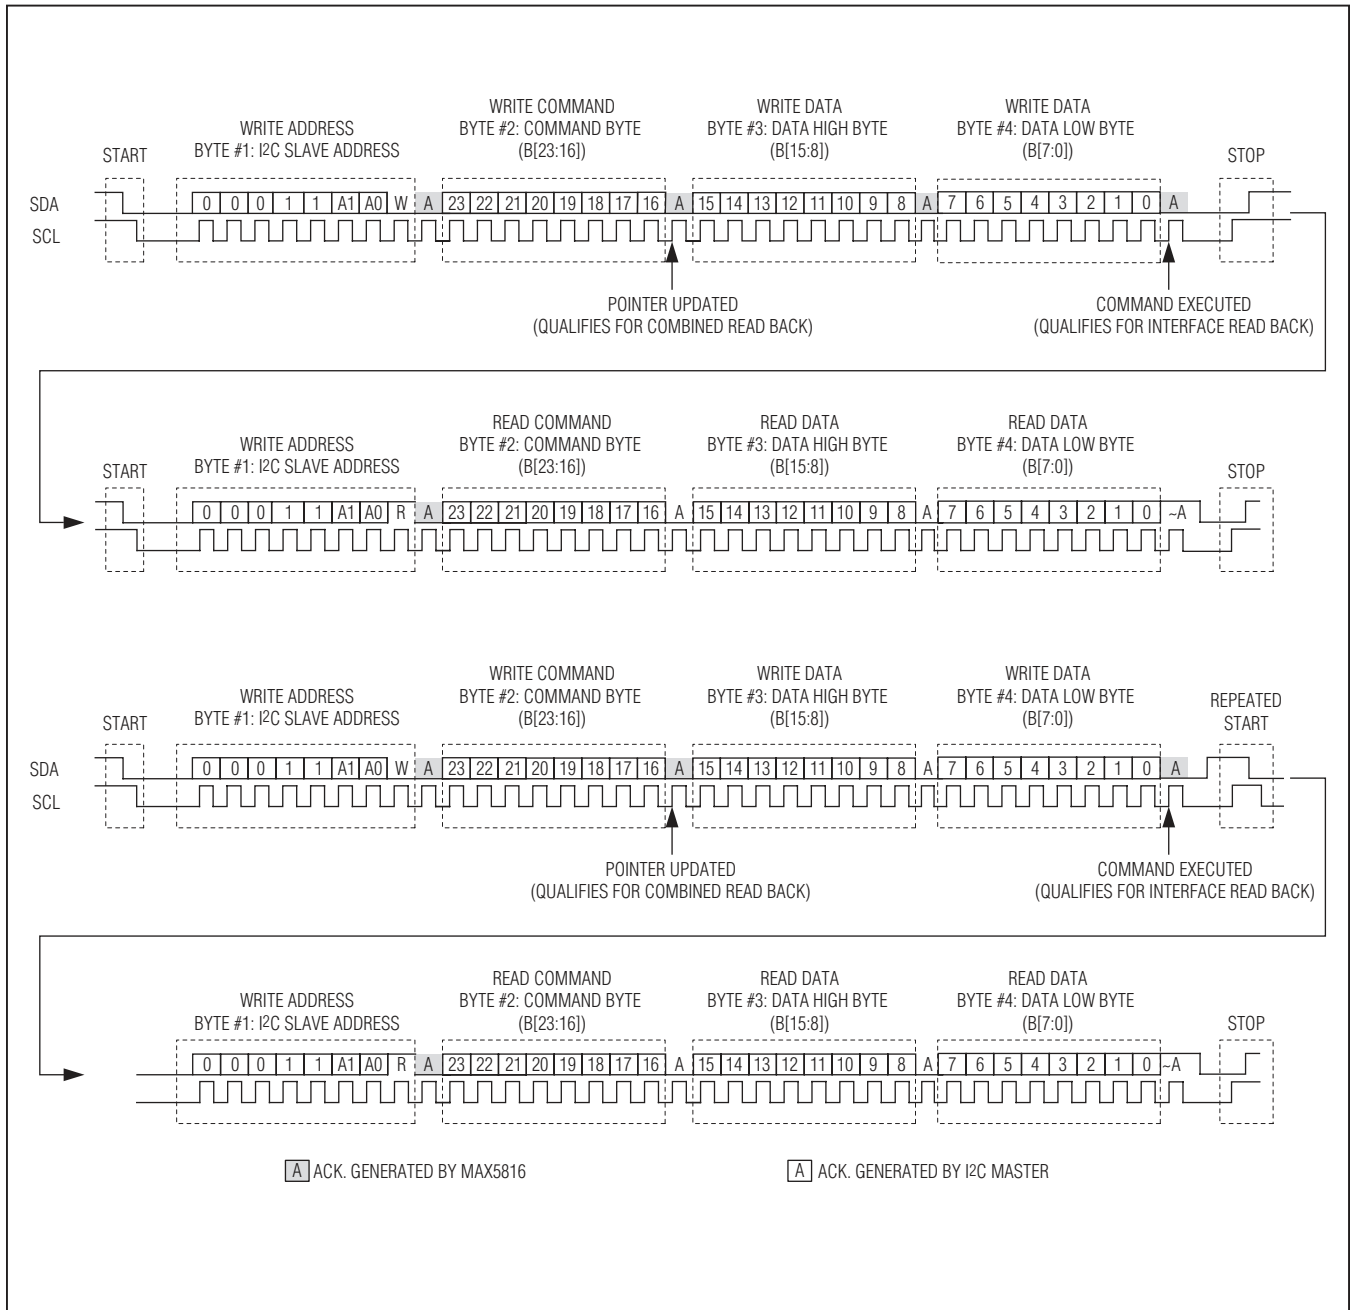 WRITE ADDRESS
BYTE #1: I2C SLAVE ADDRESS
WRITE COMMAND
BYTE #2: COMMAND BYTE
(B[23:16])
WRITE DATA
BYTE #3: DATA HIGH BYTE
(B[15:8])
WRITE DATA
BYTE #4: DATA LOW BYTE
(B[7:0])
START
STOP
SDA
0 0 0 1 1 A1 A0 W A 23 22 21 20 19 18 17 16 A 15 14 13 12 11 10 9 8 A 7 6 5 4 3 2 1 0 A
SCL
POINTER UPDATED
(QUALIFIES FOR COMBINED READ BACK)
COMMAND EXECUTED
(QUALIFIES FOR INTERFACE READ BACK)
WRITE ADDRESS
BYTE #1: I2C SLAVE ADDRESS
READ COMMAND
BYTE #2: COMMAND BYTE
(B[23:16])
READ DATA
BYTE #3: DATA HIGH BYTE
(B[15:8])
READ DATA
BYTE #4: DATA LOW BYTE
(B[7:0])
START
STOP
0 0 0 1 1 A1 A0 R A 23 22 21 20 19 18 17 16 A 15 14 13 12 11 10 9 8 A 7 6 5 4 3 2 1 0 ~A
WRITE ADDRESS
BYTE #1: I2C SLAVE ADDRESS
WRITE COMMAND
BYTE #2: COMMAND BYTE
(B[23:16])
WRITE DATA
BYTE #3: DATA HIGH BYTE
(B[15:8])
WRITE DATA
BYTE #4: DATA LOW BYTE
(B[7:0])
START
REPEATED
START
SDA
0 0 0 1 1 A1 A0 W A 23 22 21 20 19 18 17 16 A 15 14 13 12 11 10 9 8 A 7 6 5 4 3 2 1 0 A
SCL
POINTER UPDATED
(QUALIFIES FOR COMBINED READ BACK)
COMMAND EXECUTED
(QUALIFIES FOR INTERFACE READ BACK)
WRITE ADDRESS
BYTE #1: I2C SLAVE ADDRESS
READ COMMAND
BYTE #2: COMMAND BYTE
(B[23:16])
READ DATA
BYTE #3: DATA HIGH BYTE
(B[15:8])
READ DATA
BYTE #4: DATA LOW BYTE
(B[7:0])
STOP
0 0 0 1 1 A1 A0 R A 23 22 21 20 19 18 17 16 A 15 14 13 12 11 10 9 8 A 7 6 5 4 3 2 1 0 ~A
A ACK. GENERATED BY MAX5816
A ACK. GENERATED BY I2C MASTER